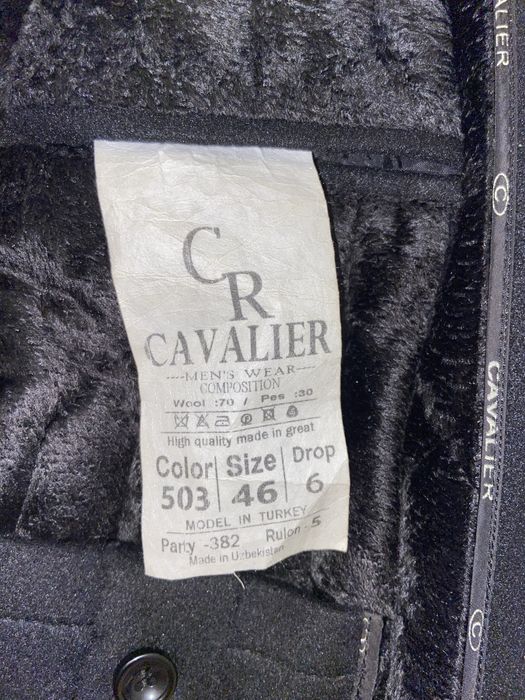 C
R
CAVALIER
----MEN'S WEAR----
COMPOSITION
Wool :70 / Pes :30
High quality made in great
Color Size Drop
503 46 6
MODEL IN TURKEY
Party -382 Rulon - 5
Made in Uzbekistan
CAVALIER
C
CAVALIER
C